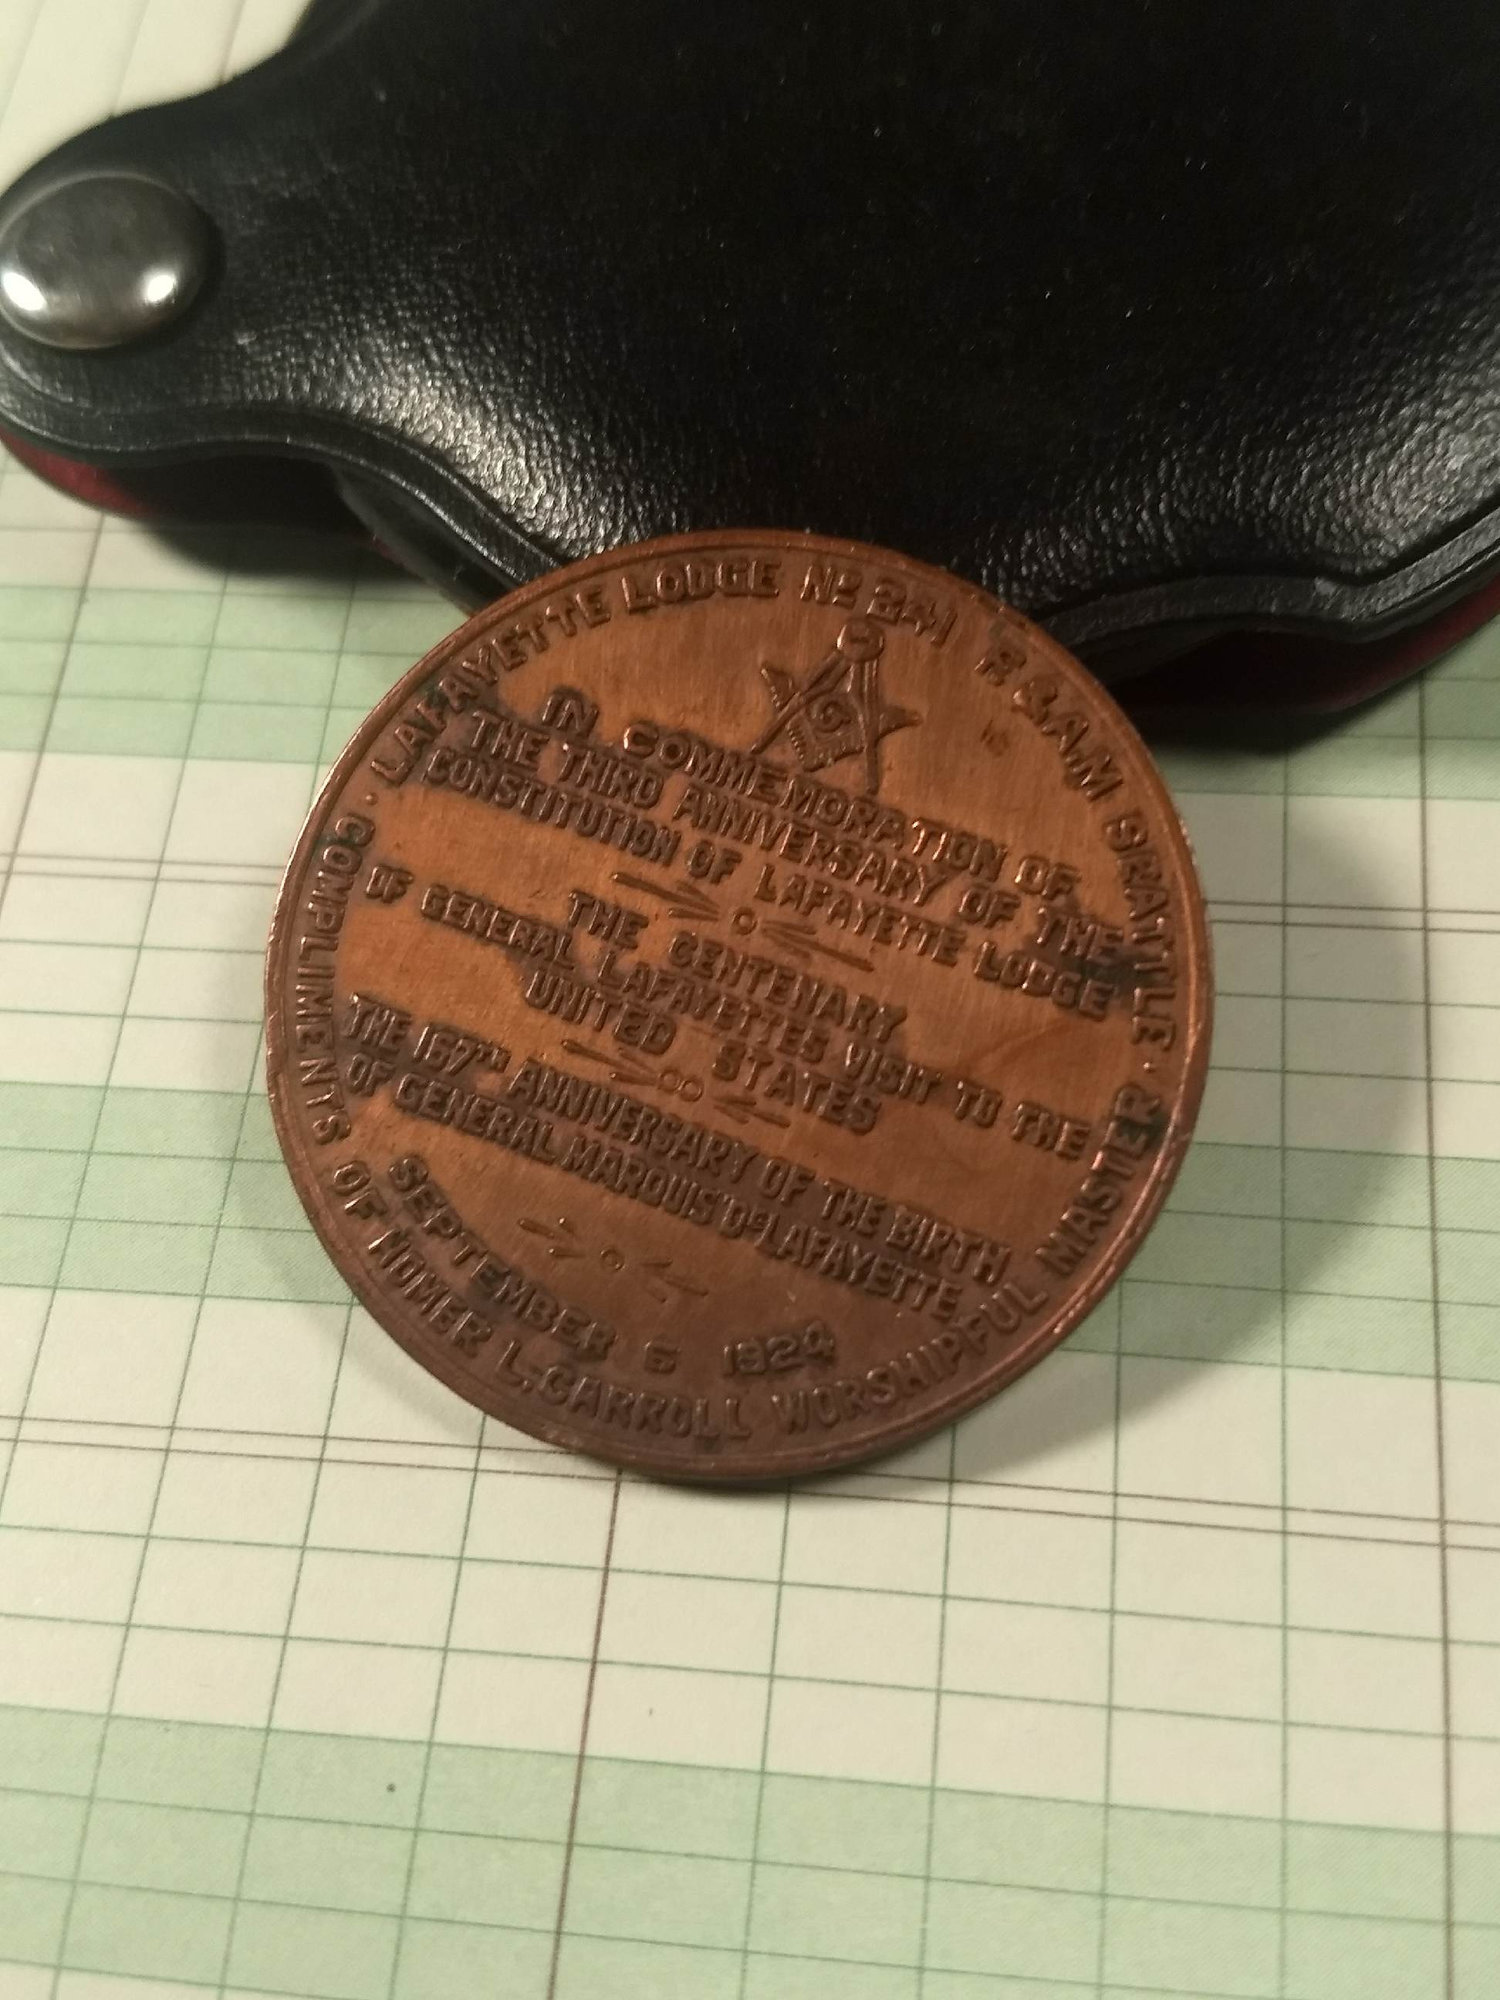 LAFAYETTE LODGE No 241 F. & A.M SEATTLE
G
IN COMMEMORATION OF
THE THIRD ANNIVERSARY OF THE
CONSTITUTION OF LAFAYETTE LODGE
THE CENTENARY
OF GENERAL LAFAYETTES VISIT TO THE
UNITED STATES
THE 167TH ANNIVERSARY OF THE BIRTH
OF GENERAL MARQUIS'De LAFAYETTE
SEPTEMBER 6 1924
COMPLIMENTS OF HOMER L. CARROLL WORSHIPFUL MASTER